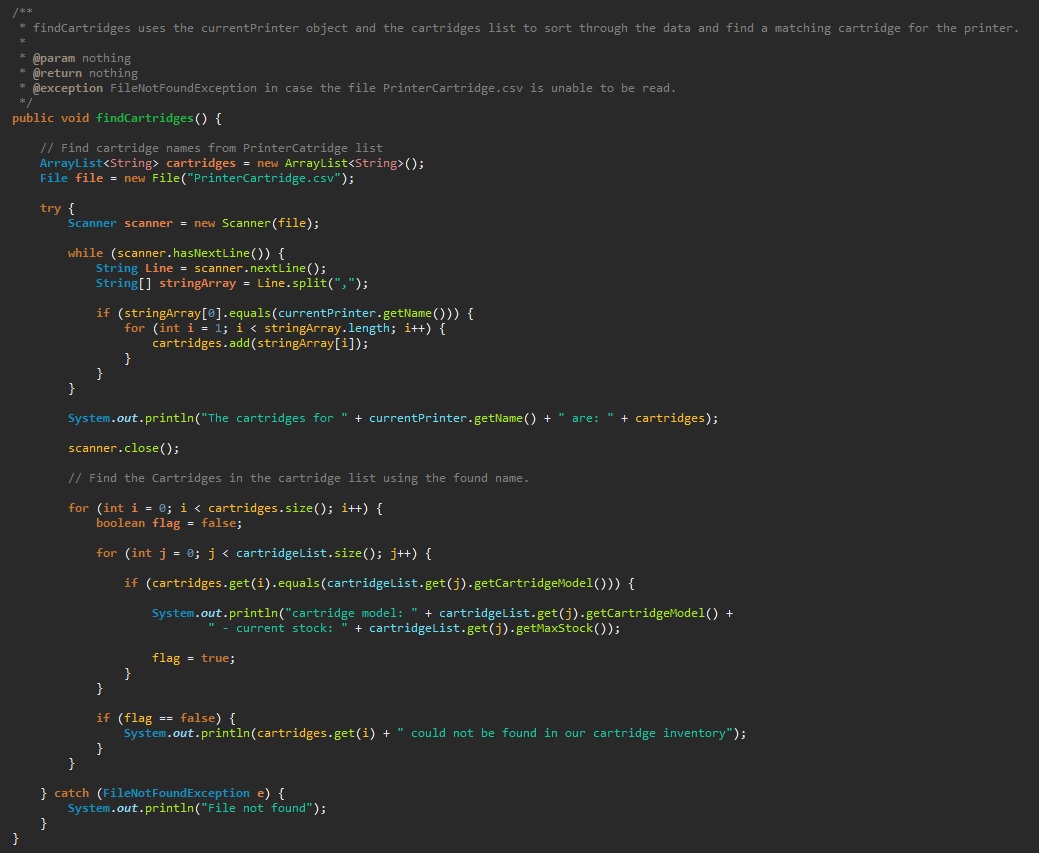 /**
 * findCartridges uses the currentPrinter object and the cartridges list to sort through the data and find a matching cartridge for the printer.
 *
 * @param nothing
 * @return nothing
 * @exception FileNotFoundException in case the file PrinterCartridge.csv is unable to be read.
 */
public void findCartridges() {

    // Find cartridge names from PrinterCatridge list
    ArrayList<String> cartridges = new ArrayList<String>();
    File file = new File("PrinterCartridge.csv");

    try {
        Scanner scanner = new Scanner(file);

        while (scanner.hasNextLine()) {
            String Line = scanner.nextLine();
            String[] stringArray = Line.split(",");

            if (stringArray[0].equals(currentPrinter.getName())) {
                for (int i = 1; i < stringArray.length; i++) {
                    cartridges.add(stringArray[i]);
                }
            }
        }

        System.out.println("The cartridges for " + currentPrinter.getName() + " are: " + cartridges);

        scanner.close();

        // Find the Cartridges in the cartridge list using the found name.

        for (int i = 0; i < cartridges.size(); i++) {
            boolean flag = false;

            for (int j = 0; j < cartridgeList.size(); j++) {

                if (cartridges.get(i).equals(cartridgeList.get(j).getCartridgeModel())) {

                    System.out.println("cartridge model: " + cartridgeList.get(j).getCartridgeModel() +
                            " - current stock: " + cartridgeList.get(j).getMaxStock());

                    flag = true;
                }
            }

            if (flag == false) {
                System.out.println(cartridges.get(i) + " could not be found in our cartridge inventory");
            }
        }

    } catch (FileNotFoundException e) {
        System.out.println("File not found");
    }
}